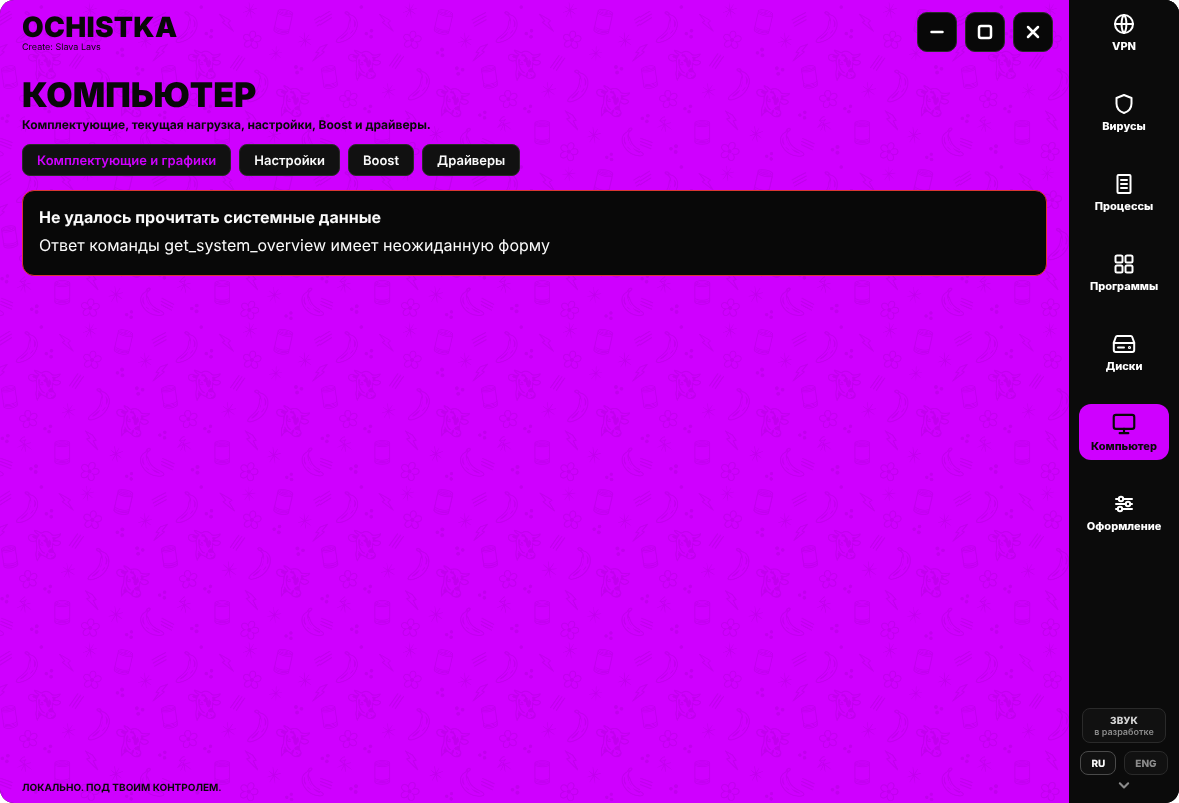 OCHISTKA
Create: Slava Lavs
КОМПЬЮТЕР
Комплектующие, текущая нагрузка, настройки, Boost и драйверы.
Комплектующие и графики
Настройки
Boost
Драйверы
Не удалось прочитать системные данные
Ответ команды get_system_overview имеет неожиданную форму
ЛОКАЛЬНО. ПОД ТВОИМ КОНТРОЛЕМ.
VPN
Вирусы
Процессы
Программы
Диски
Компьютер
Оформление
ЗВУК
в разработке
RU
ENG